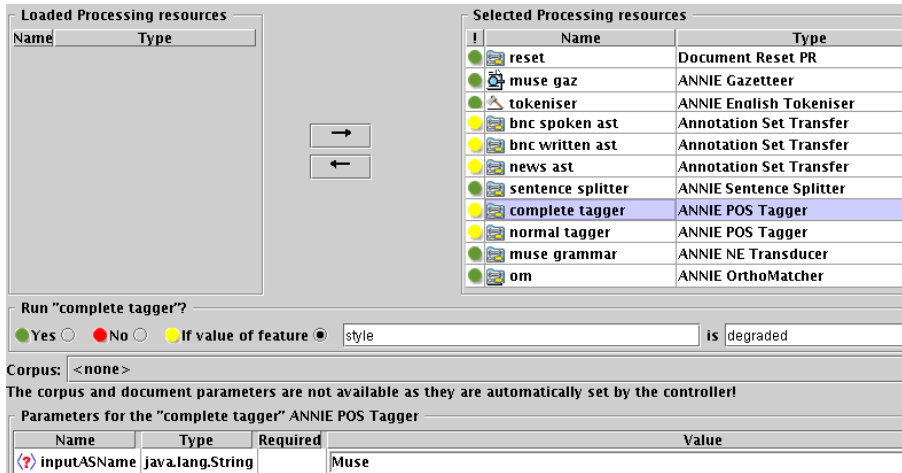 Loaded Processing resources
Name Type
Selected Processing resources
! Name Type
reset Document Reset PR
muse gaz ANNIE Gazetteer
tokeniser ANNIE English Tokeniser
bnc spoken ast Annotation Set Transfer
bnc written ast Annotation Set Transfer
news ast Annotation Set Transfer
sentence splitter ANNIE Sentence Splitter
complete tagger ANNIE POS Tagger
normal tagger ANNIE POS Tagger
muse grammar ANNIE NE Transducer
om ANNIE OrthoMatcher
Run "complete tagger"?
Yes No If value of feature style is degraded
Corpus: <none>
The corpus and document parameters are not available as they are automatically set by the controller!
Parameters for the "complete tagger" ANNIE POS Tagger
Name Type Required Value
<?> inputASName java.lang.String Muse